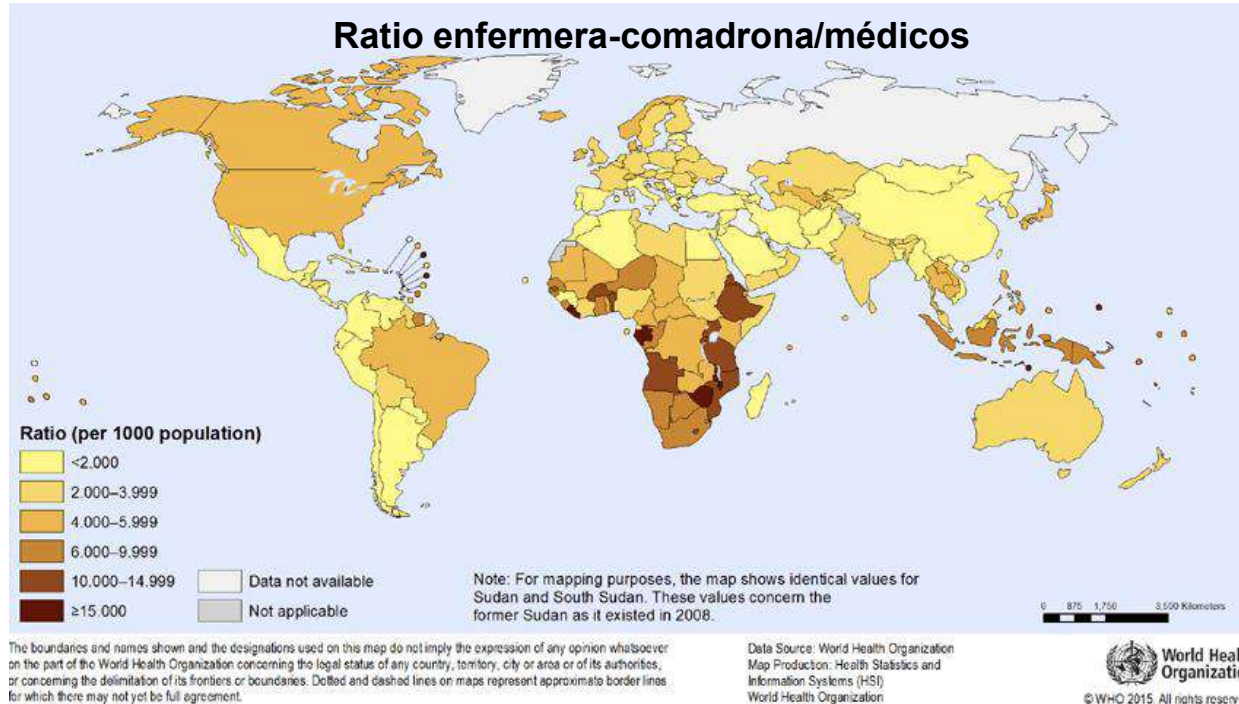 Ratio enfermera-comadrona/médicos
Ratio (per 1000 population)
<2.000
2.000–3.999
4.000–5.999
6.000–9.999
10.000–14.999
≥15.000
Data not available
Not applicable
Note: For mapping purposes, the map shows identical values for
Sudan and South Sudan. These values concern the
former Sudan as it existed in 2008.
0 875 1,750 3,500 Kilometers
The boundaries and names shown and the designations used on this map do not imply the expression of any opinion whatsoever
on the part of the World Health Organization concerning the legal status of any country, territory, city or area or of its authorities,
or concerning the delimitation of its frontiers or boundaries. Dotted and dashed lines on maps represent approximate border lines
for which there may not yet be full agreement.
Data Source: World Health Organization
Map Production: Health Statistics and
Information Systems (HSI)
World Health Organization
World Heal
Organizati
© WHO 2015. All rights reserv